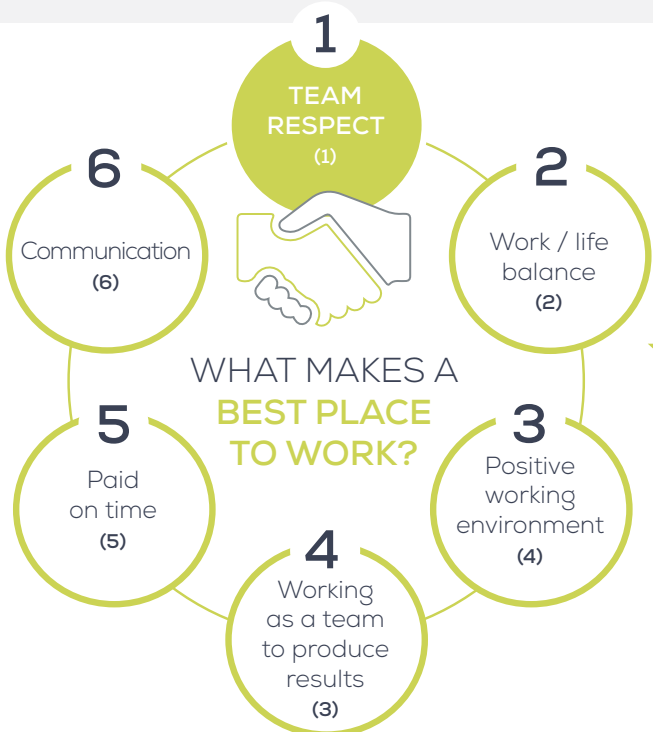 1
TEAM
RESPECT
(1)
2
Work / life
balance
(2)
3
Positive
working
environment
(4)
4
Working
as a team
to produce
results
(3)
5
Paid
on time
(5)
6
Communication
(6)
WHAT MAKES A
BEST PLACE
TO WORK?